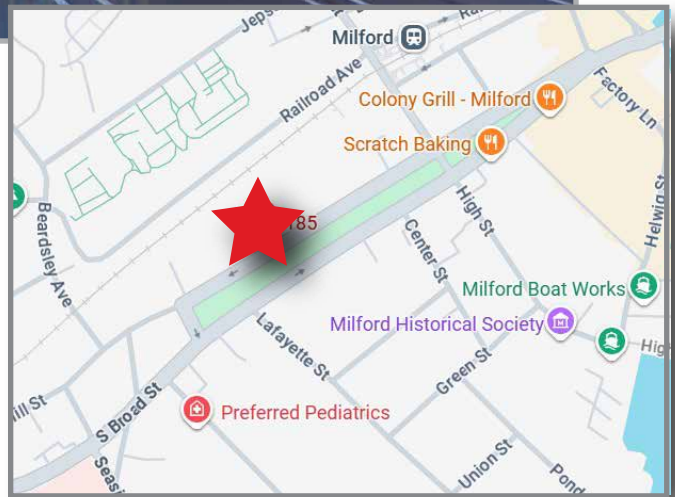 Milford
Railroad Ave
Colony Grill - Milford
Factory Ln
Scratch Baking
Beardsley Ave
85
High St
Helwig St
Center St
Milford Boat Works
Milford Historical Society
Lafayette St
Green St
S Broad St
Preferred Pediatrics
Union St